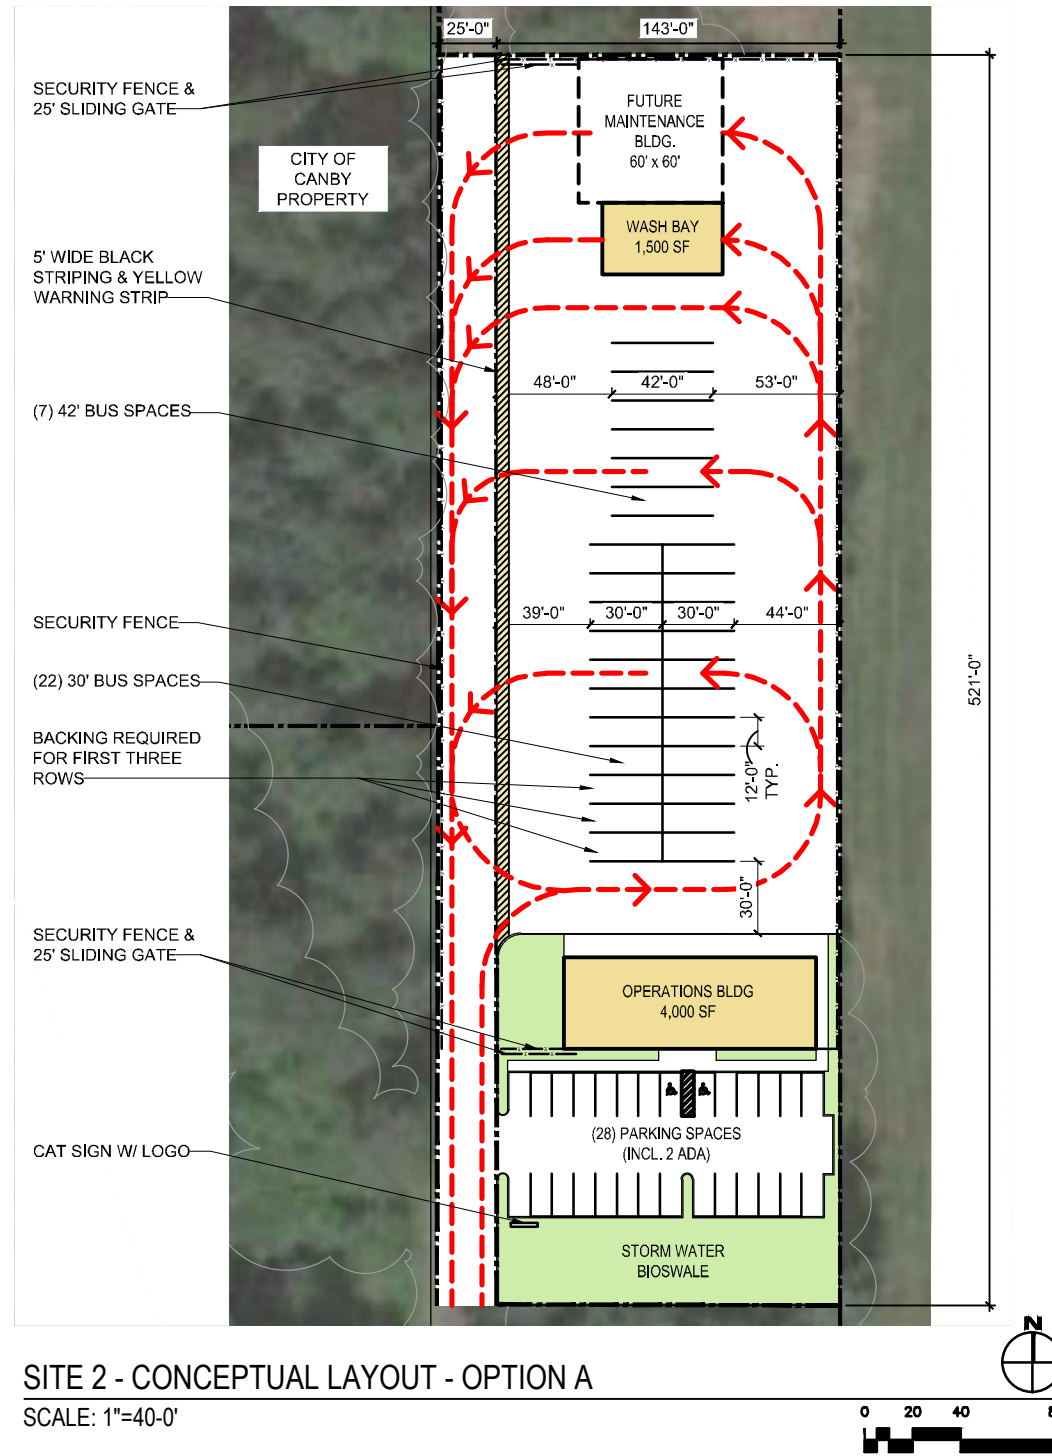 25'-0"
143'-0"
SECURITY FENCE &
25' SLIDING GATE
FUTURE
MAINTENANCE
BLDG.
60' x 60'
CITY OF
CANBY
PROPERTY
WASH BAY
1,500 SF
5' WIDE BLACK
STRIPING & YELLOW
WARNING STRIP
48'-0"
42'-0"
53'-0"
(7) 42' BUS SPACES
39'-0"
30'-0"
30'-0"
44'-0"
SECURITY FENCE
521'-0"
(22) 30' BUS SPACES
BACKING REQUIRED
FOR FIRST THREE
ROWS
12'-0"
TYP.
30'-0"
SECURITY FENCE &
25' SLIDING GATE
OPERATIONS BLDG
4,000 SF
(28) PARKING SPACES
(INCL. 2 ADA)
CAT SIGN W/ LOGO
STORM WATER
BIOSWALE
N
SITE 2 - CONCEPTUAL LAYOUT - OPTION A
SCALE: 1"=40-0'
0 20 40